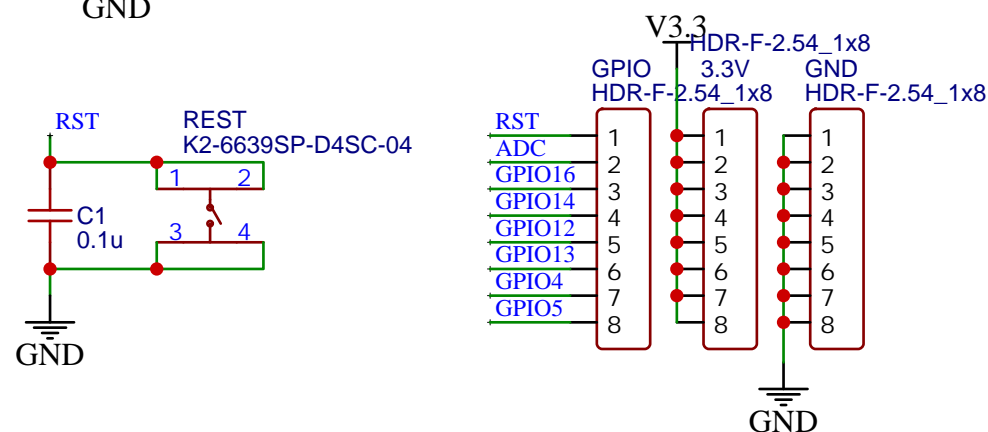 GND
RST
REST
K2-6639SP-D4SC-04
1 2
3 4
C1
0.1u
GND
V3.3
HDR-F-2.54_1x8
GPIO
HDR-F-2.54_1x8
3.3V
GND
HDR-F-2.54_1x8
RST
ADC
GPIO16
GPIO14
GPIO12
GPIO13
GPIO4
GPIO5
1
2
3
4
5
6
7
8
1
2
3
4
5
6
7
8
1
2
3
4
5
6
7
8
GND